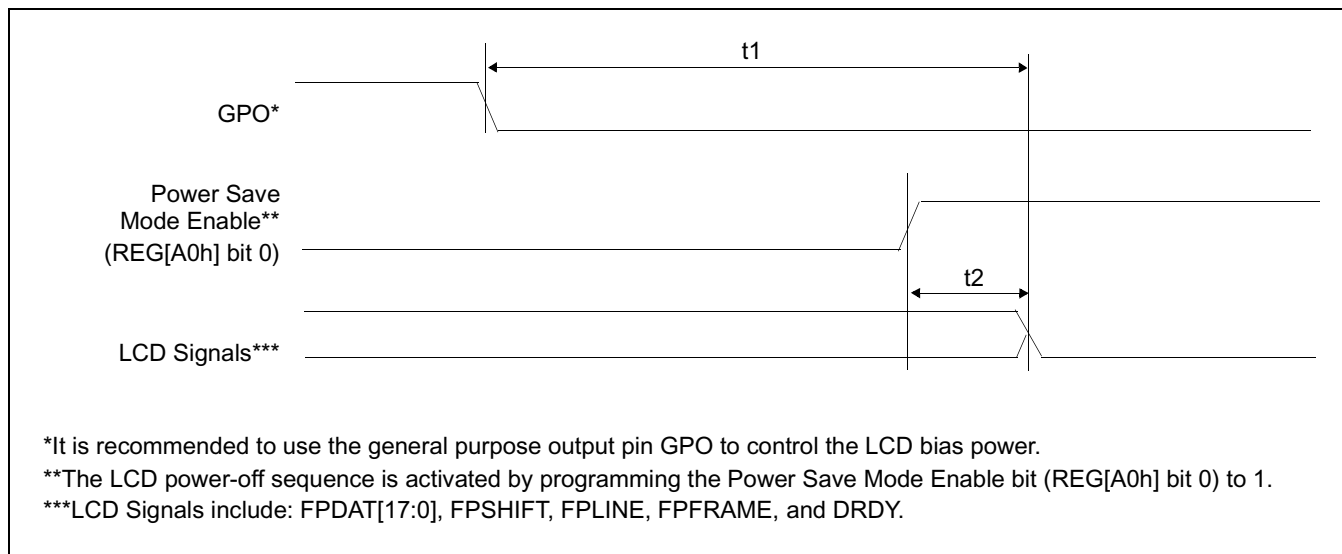 t1
GPO*
Power Save
Mode Enable**
(REG[A0h] bit 0)
t2
LCD Signals***
*It is recommended to use the general purpose output pin GPO to control the LCD bias power.
**The LCD power-off sequence is activated by programming the Power Save Mode Enable bit (REG[A0h] bit 0) to 1.
***LCD Signals include: FPDAT[17:0], FPSHIFT, FPLINE, FPFRAME, and DRDY.